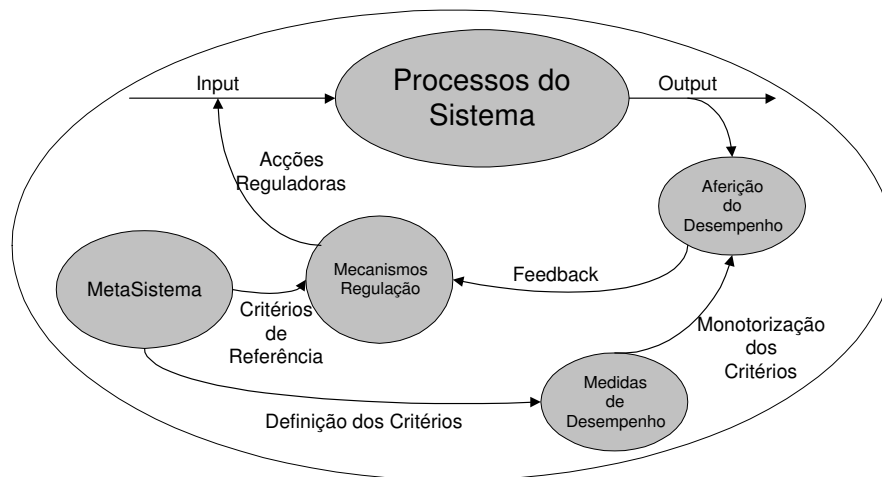 Input
Processos do
Sistema
Output
Acções
Reguladoras
Aferição
do
Desempenho
MetaSistema
Mecanismos
Regulação
Feedback
Critérios
de
Referência
Monotorização
dos
Critérios
Medidas
de
Desempenho
Definição dos Critérios